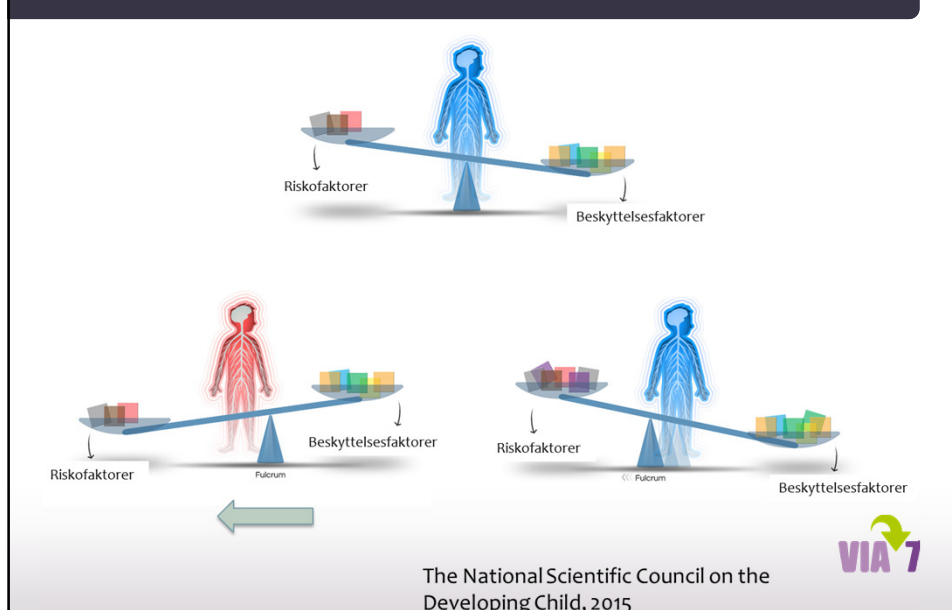 Riskofaktorer
Beskyttelsesfaktorer
Riskofaktorer
Beskyttelsesfaktorer
Fulcrum
Riskofaktorer
Beskyttelsesfaktorer
Fulcrum
The National Scientific Council on the
Developing Child, 2015
VIA 7